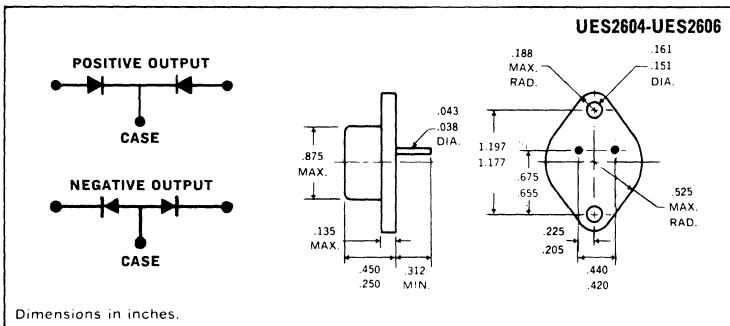 UES2604-UES2606
POSITIVE OUTPUT
CASE
NEGATIVE OUTPUT
CASE
.875
MAX.
.043
.038
DIA.
.135
MAX.
.450
.250
.312
MIN.
.188
MAX.
RAD.
.161
.151
DIA.
1.197
1.177
.675
.655
.525
MAX.
RAD.
.225
.205
.440
.420
Dimensions in inches.